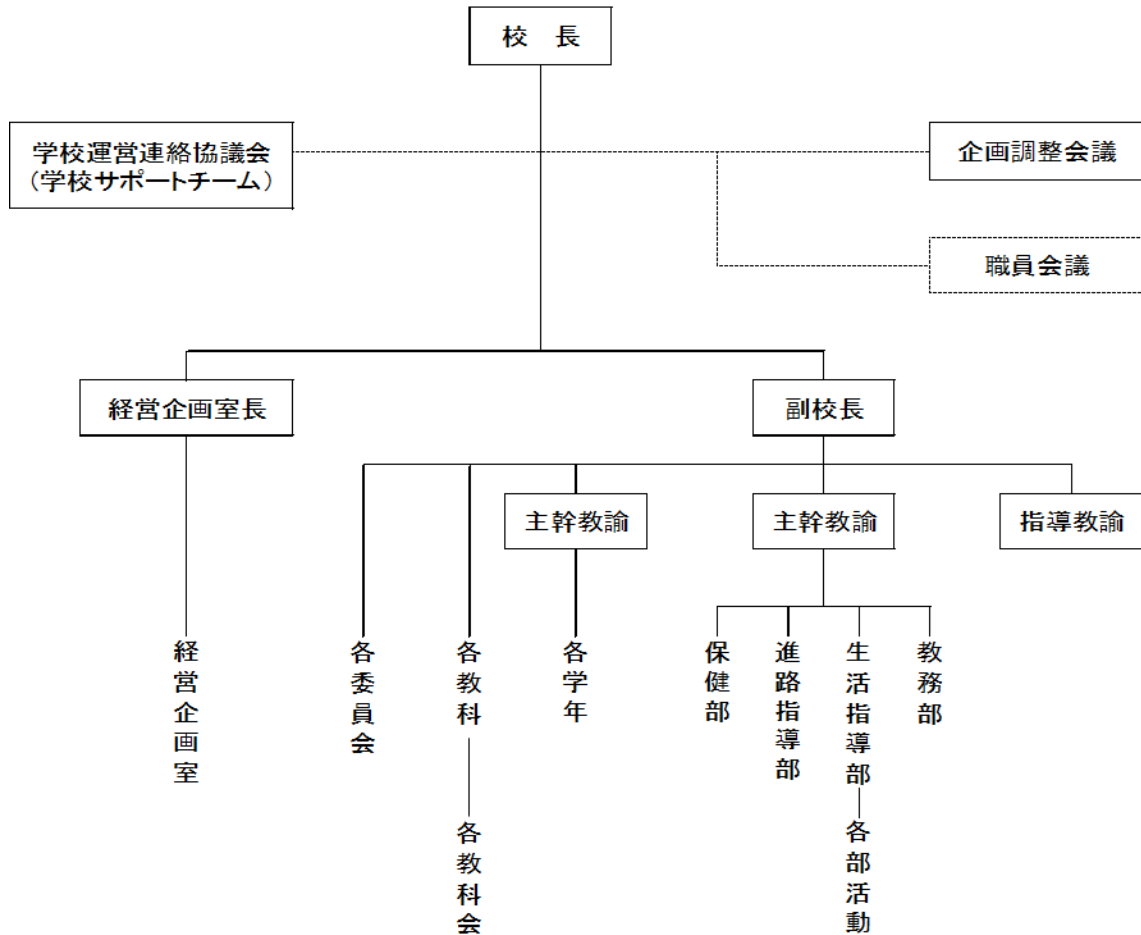 校　長
学校運営連絡協議会
（学校サポートチーム）
企画調整会議
職員会議
経営企画室長
副校長
主幹教諭
主幹教諭
指導教諭
経営企画室
各委員会
各教科
各学年
保健部
進路指導部
生活指導部
教務部
各教科会
各部活動